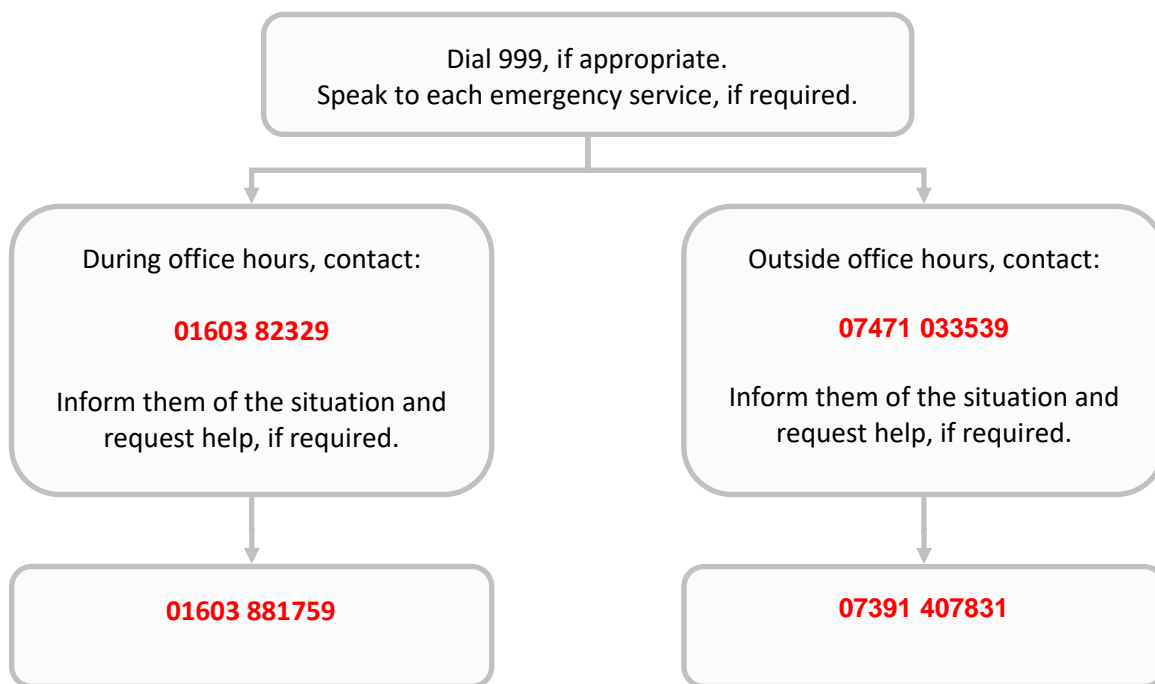 Dial 999, if appropriate.
Speak to each emergency service, if required.
During office hours, contact:
01603 82329
Inform them of the situation and
request help, if required.
Outside office hours, contact:
07471 033539
Inform them of the situation and
request help, if required.
01603 881759
07391 407831